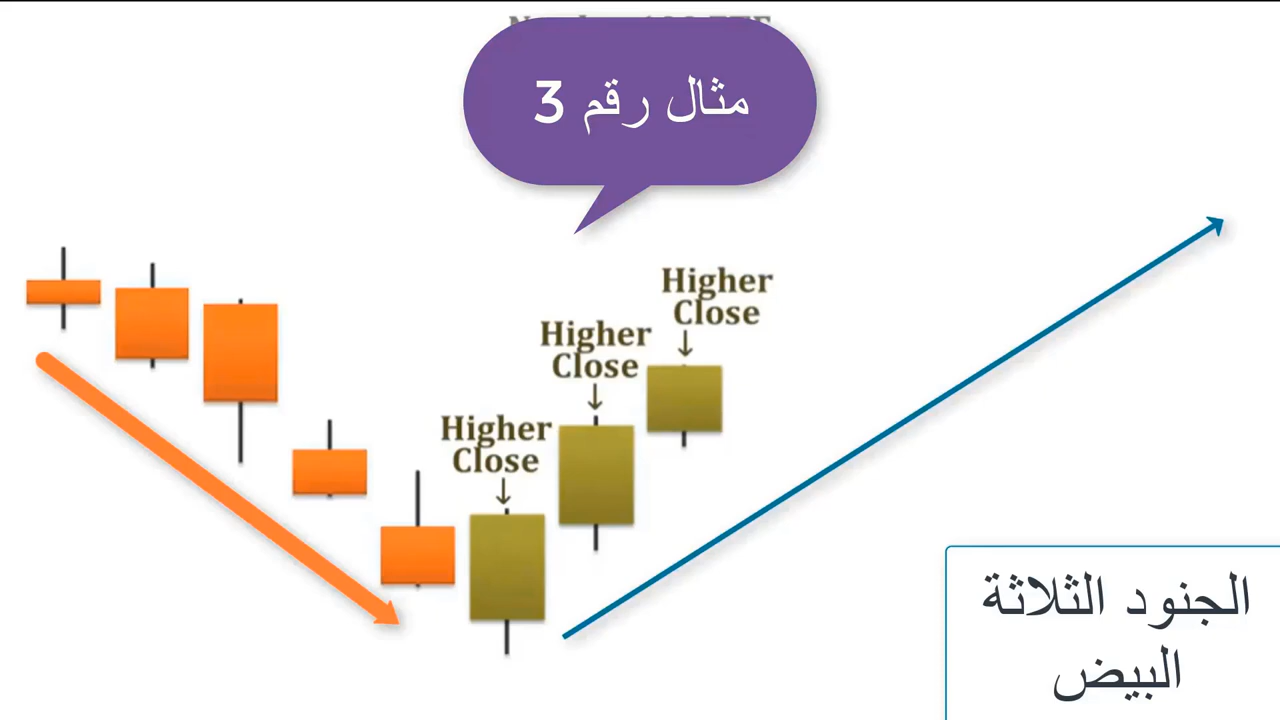 مثال رقم 3
Higher
Close
Higher
Close
Higher
Close
الجنود الثلاثة
البيض